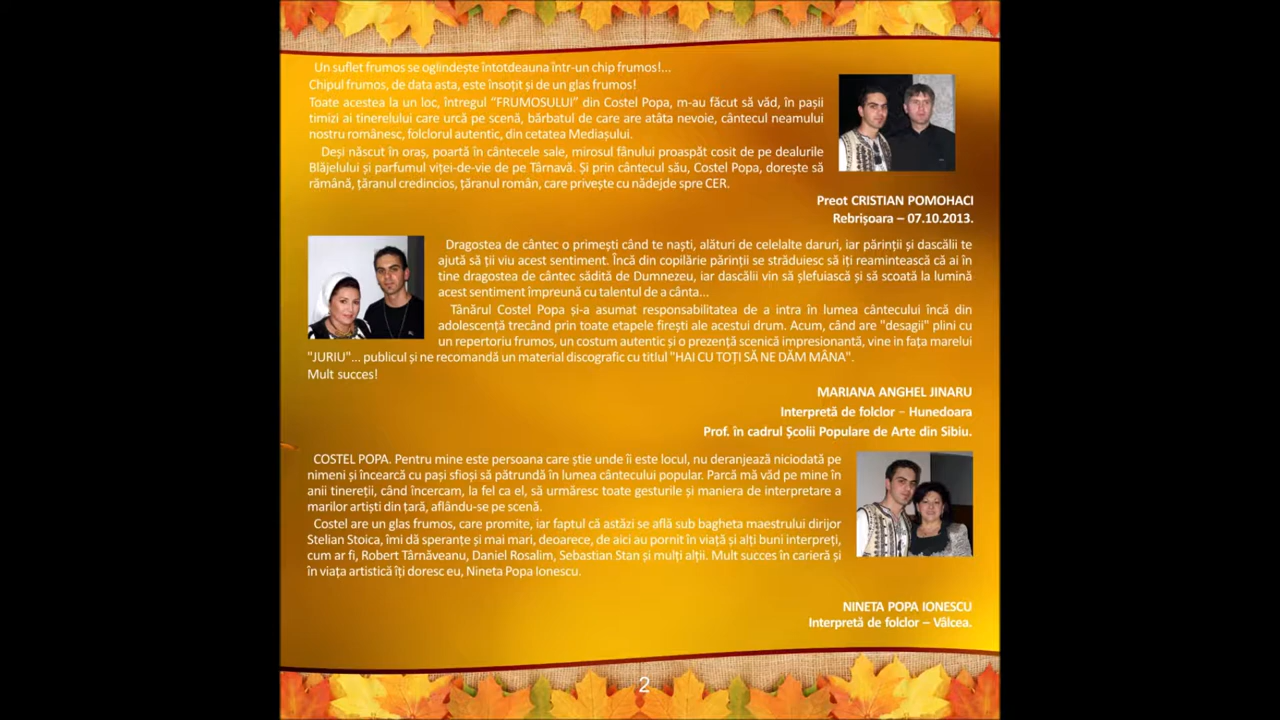 Un suflet frumos se oglindește întotdeauna într-un chip frumos!...
Chipul frumos, de data asta, este însoțit și de un glas frumos!
Toate acestea la un loc, întregul "FRUMOSULUI" din Costel Popa, m-au făcut să văd, în pașii
timizi ai tinerelului care urcă pe scenă, bărbatul de care are atâta nevoie, cântecul neamului
nostru românesc, folclorul autentic, din cetatea Mediașului.
Deși născut în oraș, poartă în cântecele sale, mirosul fânului proaspăt cosit de pe dealurile
Blăjelului și parfumul viței-de-vie de pe Târnavă. Și prin cântecul său, Costel Popa, dorește să
rămână, țăranul credincios, țăranul român, care privește cu nădejde spre CER.
Preot CRISTIAN POMOHACI
Rebrișoara – 07.10.2013.
Dragostea de cântec o primești când te naști, alături de celelalte daruri, iar părinții și dascălii te
ajută să ții viu acest sentiment. Încă din copilărie părinții se străduiesc să iți reamintească că ai în
tine dragostea de cântec sădită de Dumnezeu, iar dascălii vin să șlefuiască și să scoată la lumină
acest sentiment împreună cu talentul de a cânta...
Tânărul Costel Popa și-a asumat responsabilitatea de a intra în lumea cântecului încă din
adolescență trecând prin toate etapele firești ale acestui drum. Acum, când are "desagii" plini cu
un repertoriu frumos, un costum autentic și o prezență scenică impresionantă, vine in fața marelui
"JURIU"... publicul și ne recomandă un material discografic cu titlul "HAI CU TOȚI SĂ NE DĂM MÂNA".
Mult succes!
MARIANA ANGHEL JINARU
Interpretă de folclor – Hunedoara
Prof. în cadrul Școlii Populare de Arte din Sibiu.
COSTEL POPA. Pentru mine este persoana care știe unde îi este locul, nu deranjează niciodată pe
nimeni și încearcă cu pași sfioși să pătrundă în lumea cântecului popular. Parcă mă văd pe mine în
anii tinereții, când încercam, la fel ca el, să urmăresc toate gesturile și maniera de interpretare a
marilor artiști din țară, aflându-se pe scenă.
Costel are un glas frumos, care promite, iar faptul că astăzi se află sub bagheta maestrului dirijor
Stelian Stoica, îmi dă speranțe și mai mari, deoarece, de aici au pornit în viață și alți buni interpreți,
cum ar fi, Robert Târnăveanu, Daniel Rosalim, Sebastian Stan și mulți alții. Mult succes în carieră și
în viața artistică îți doresc eu, Nineta Popa Ionescu.
NINETA POPA IONESCU
Interpretă de folclor – Vâlcea.
2